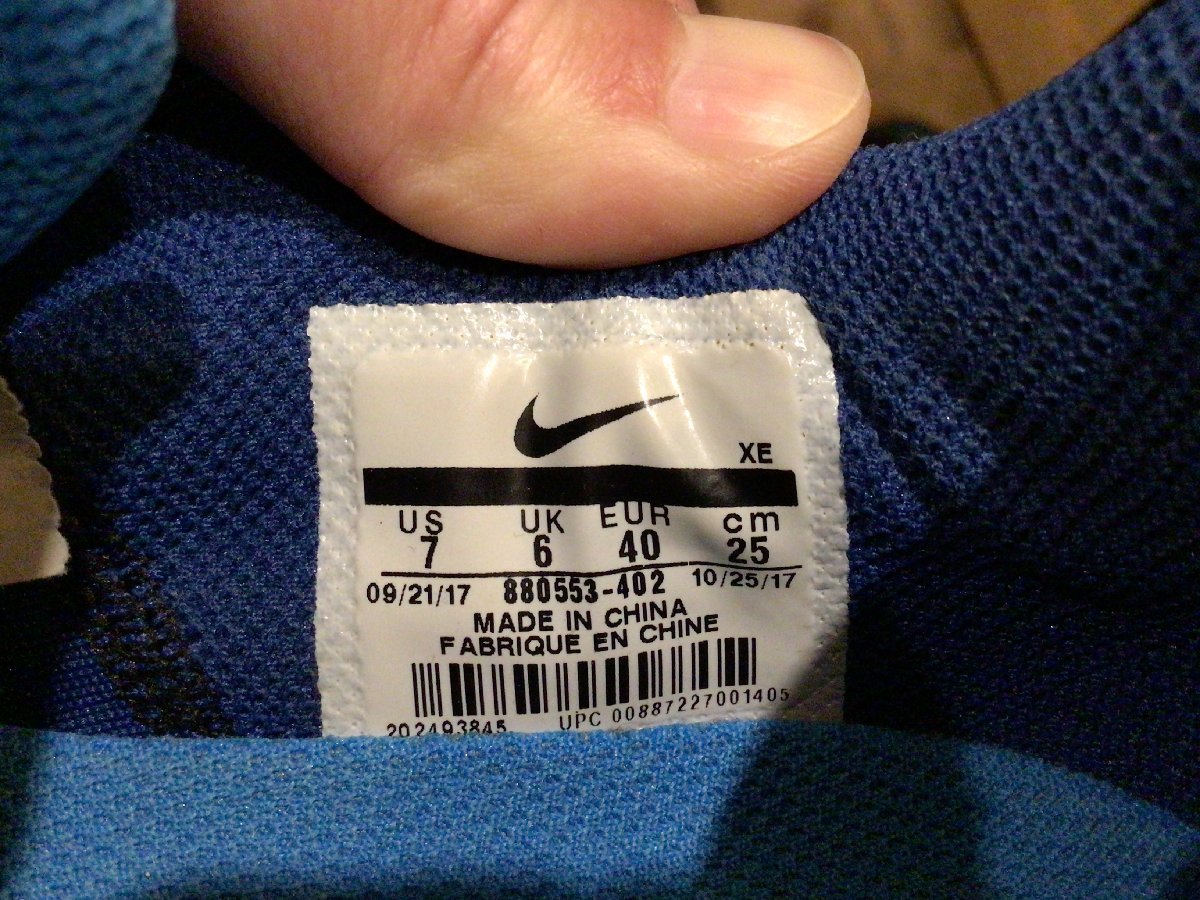 XE
US UK EUR cm
7 6 40 25
09/21/17 880553-402 10/25/17
MADE IN CHINA
FABRIQUE EN CHINE
202493845 UPC 00887227001405